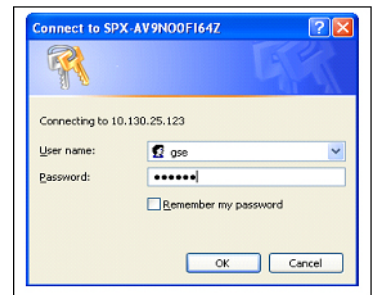 Connect to SPX-AV9NO0FI64Z
Connecting to 10.130.25.123
User name: gse
Password: ••••••
Remember my password
OK Cancel